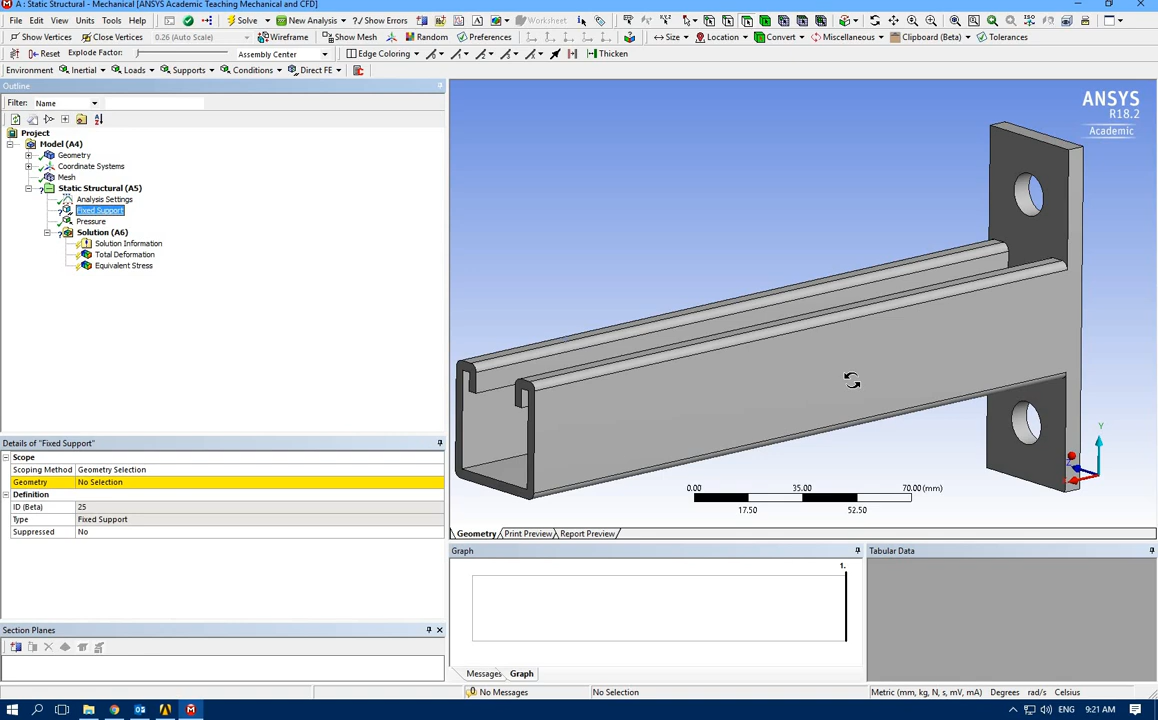 A : Static Structural - Mechanical [ANSYS Academic Teaching Mechanical and CFD]
File Edit View Units Tools Help Solve New Analysis Show Errors Worksheet
Show Vertices Close Vertices 0.26 (Auto Scale) Wireframe Show Mesh Random Preferences Size Location Convert Miscellaneous Clipboard (Beta) Tolerances
Reset Explode Factor: Assembly Center Edge Coloring Thicken
Environment Inertial Loads Supports Conditions Direct FE
Outline
Filter: Name
Project
Model (A4)
Geometry
Coordinate Systems
Mesh
Static Structural (A5)
Analysis Settings
Fixed Support
Pressure
Solution (A6)
Solution Information
Total Deformation
Equivalent Stress
Details of "Fixed Support"
Scope
Scoping Method Geometry Selection
Geometry No Selection
Definition
ID (Beta) 25
Type Fixed Support
Suppressed No
Section Planes
ANSYS
R18.2
Academic
Y
0.00 35.00 70.00 (mm)
17.50 52.50
Geometry Print Preview Report Preview
Graph
1.
Messages Graph
Tabular Data
No Messages No Selection Metric (mm, kg, N, s, mV, mA) Degrees rad/s Celsius
ENG 9:21 AM